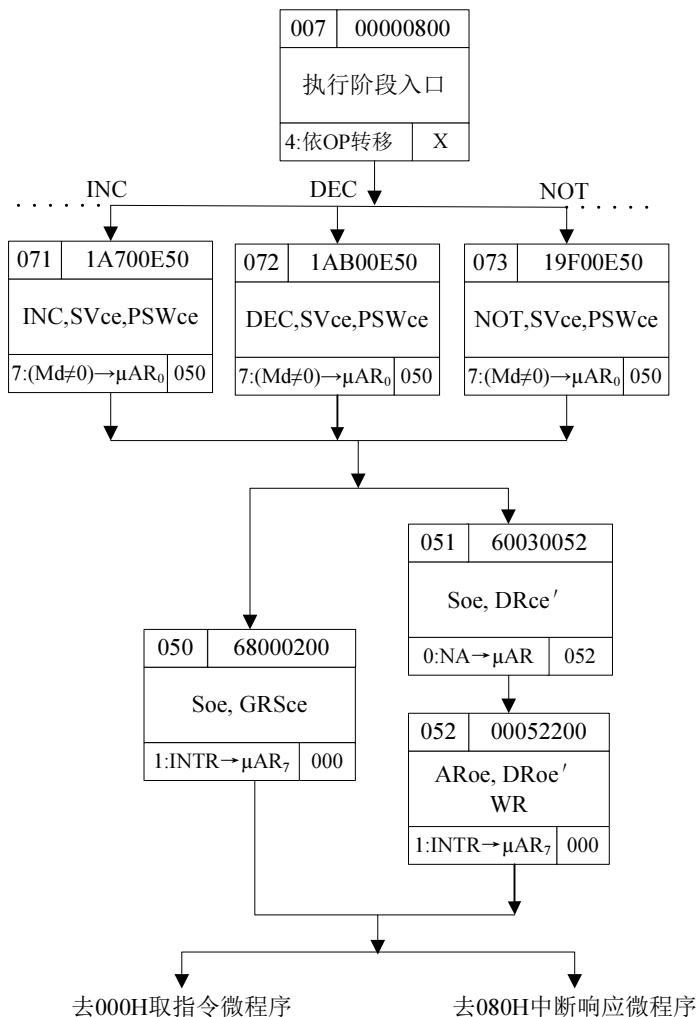 007 00000800
执行阶段入口
4:依OP转移 X
INC DEC NOT
071 1A700E50
INC,SVce,PSWce
7:(Md≠0)→μAR₀ 050
072 1AB00E50
DEC,SVce,PSWce
7:(Md≠0)→μAR₀ 050
073 19F00E50
NOT,SVce,PSWce
7:(Md≠0)→μAR₀ 050
050 68000200
Soe, GRSce
1:INTR→μAR₇ 000
051 60030052
Soe, DRce′
0:NA→μAR 052
052 00052200
ARoe, DRoe′
WR
1:INTR→μAR₇ 000
去000H取指令微程序
去080H中断响应微程序